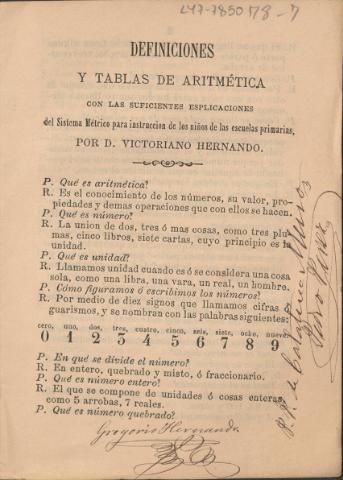 L47-7850
DEFINICIONES
Y TABLAS DE ARITMÉTICA
CON LAS SUFICIENTES ESPLICACIONES
del Sistema Métrico para instruccion de los niños de las escuelas primarias,
POR D. VICTORIANO HERNANDO.
P. Qué es aritmética?
R. Es el conocimiento de los números, su valor, pro-
piedades y demas operaciones que con ellos se hacen.
P. Qué es número?
R. La union de dos, tres ó mas cosas, como tres plu-
mas, cinco libros, siete cartas, cuyo principio es la
unidad.
P. Qué es unidad?
R. Llamamos unidad cuando es ó se considera una cosa
sola, como una libra, una vara, un real, un hombre.
P. Cómo figuramos ó escribimos los números?
R. Por medio de diez signos que llamamos cifras ó
guarismos, y se nombran con las palabras siguientes:
cero, uno, dos, tres, cuatro, cinco, seis, siete, ocho, nueve
0 1 2 3 4 5 6 7 8 9
P. En qué se divide el número?
R. En entero, quebrado y misto, ó fraccionario.
P. Qué es número entero?
R. El que se compone de unidades ó cosas enteras,
como 5 arrobas, 7 reales.
P. Qué es número quebrado?
Gregorio Hernando